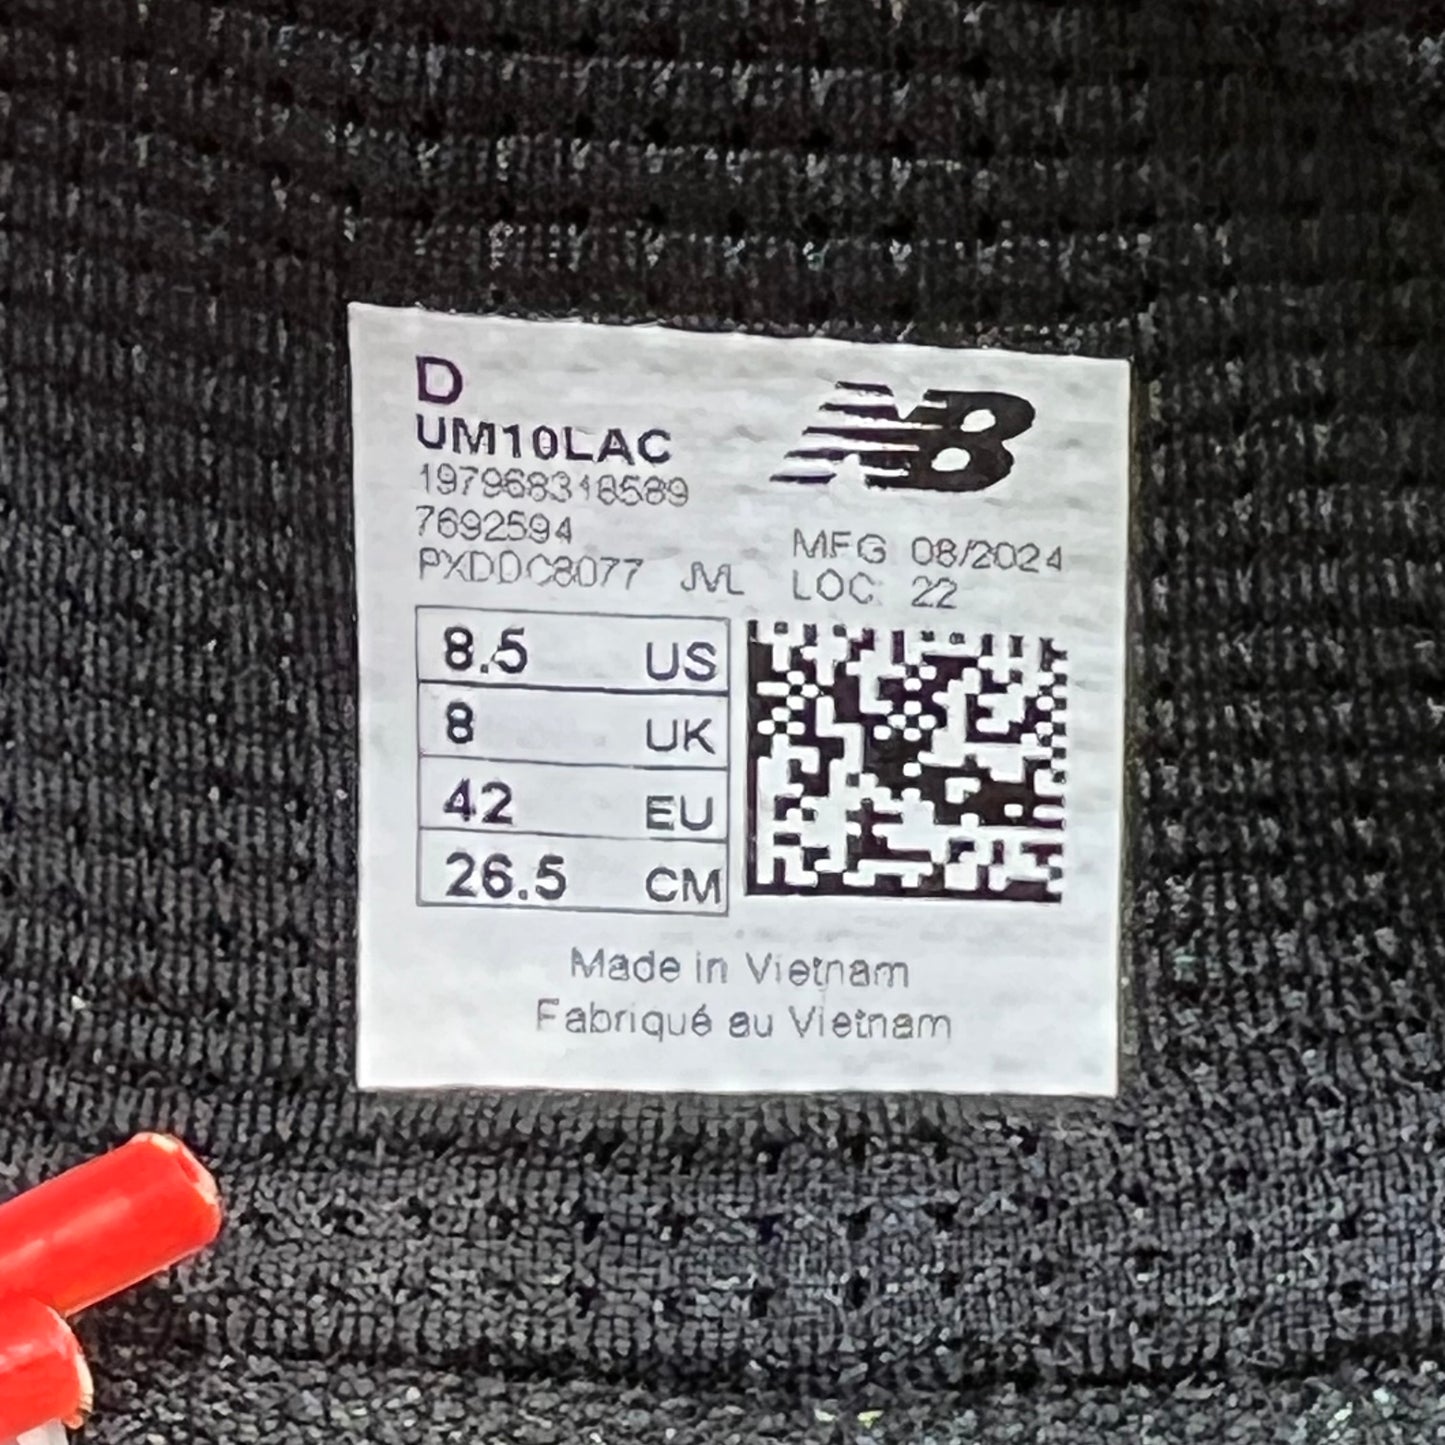 D
UM10LAC
NB
197968318589
7692594
PXDDC8077 JVL
MFG 08/2024
LOC: 22
8.5 US
8 UK
42 EU
26.5 CM
Made in Vietnam
Fabriqué au Vietnam